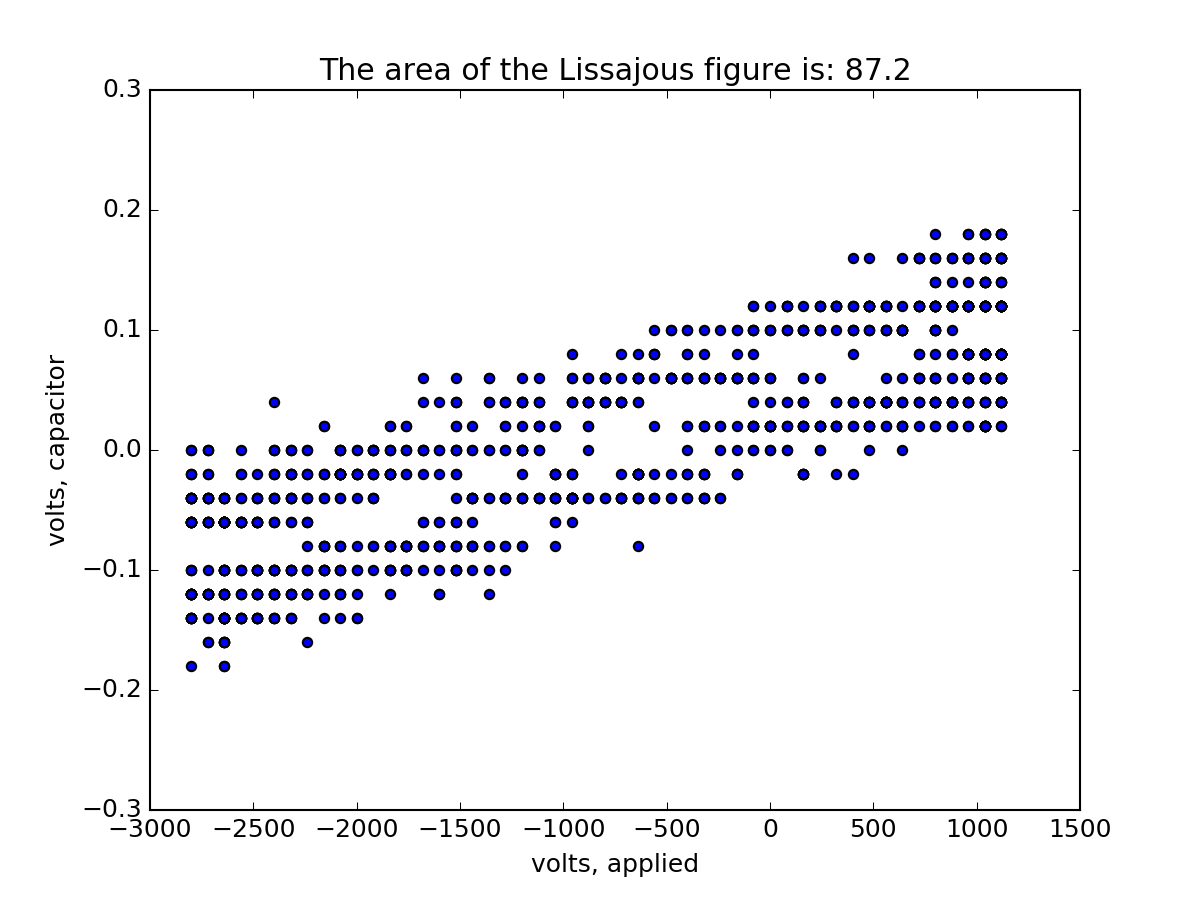 The area of the Lissajous figure is: 87.2
0.3
0.2
0.1
0.0
−0.1
−0.2
−0.3
volts, capacitor
−3000 −2500 −2000 −1500 −1000 −500 0 500 1000 1500
volts, applied